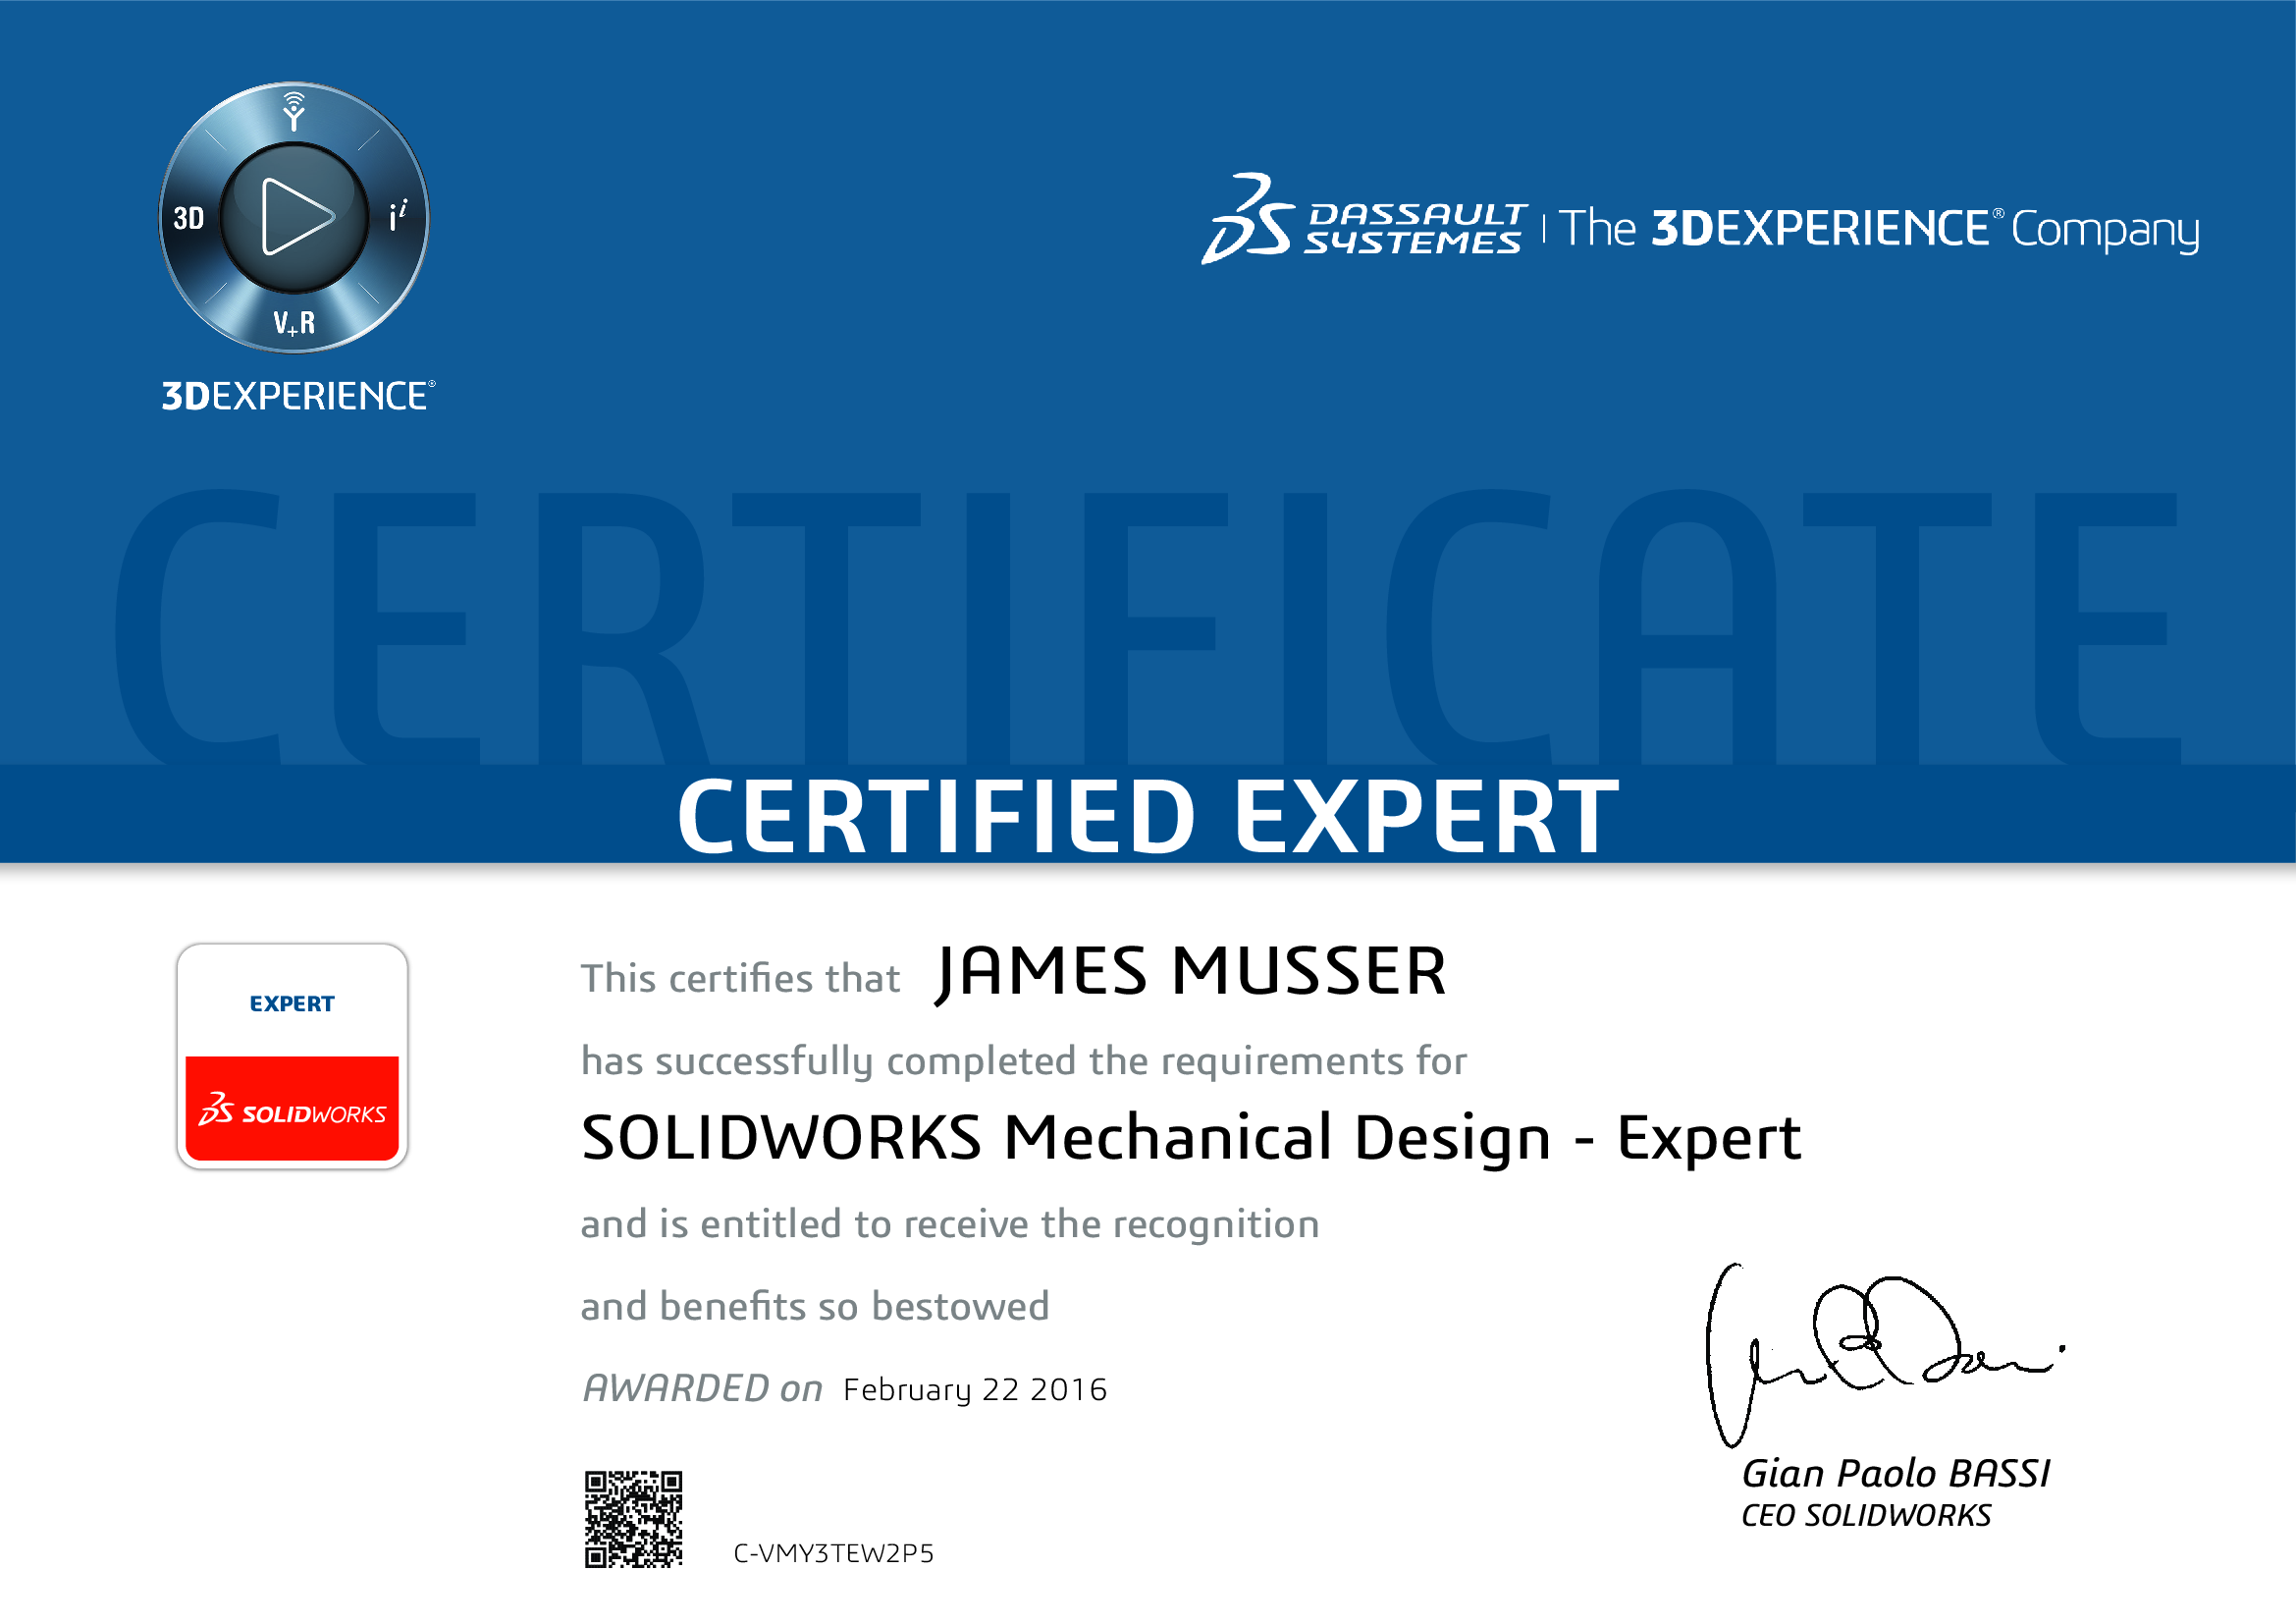 3D
i i
V+R
3DEXPERIENCE®
DASSAULT SYSTEMES | The 3DEXPERIENCE® Company
CERTIFICATE
CERTIFIED EXPERT
EXPERT
SOLIDWORKS
This certifies that JAMES MUSSER
has successfully completed the requirements for
SOLIDWORKS Mechanical Design - Expert
and is entitled to receive the recognition
and benefits so bestowed
AWARDED on February 22 2016
C-VMY3TEW2P5
Gian Paolo BASSI
CEO SOLIDWORKS